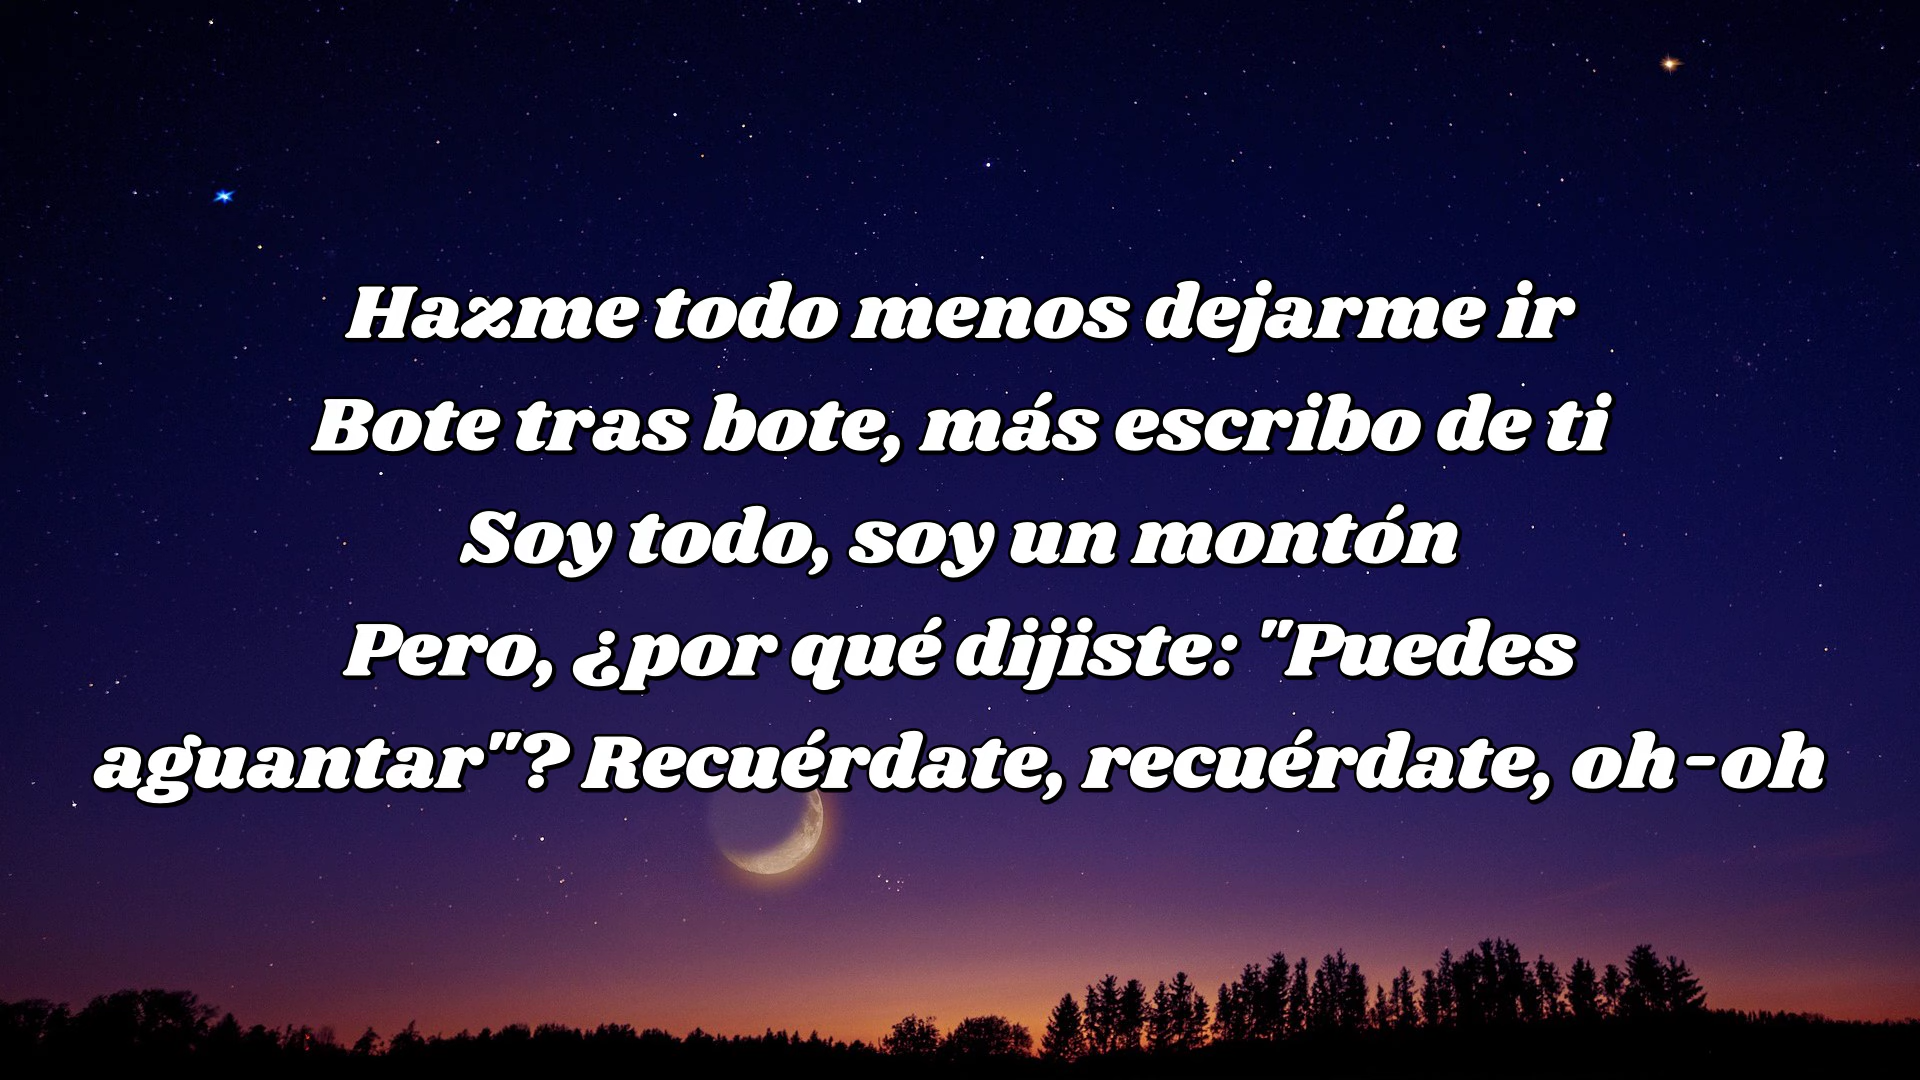 Hazme todo menos dejarme ir
Bote tras bote, más escribo de ti
Soy todo, soy un montón
Pero, ¿por qué dijiste: "Puedes
aguantar"? Recuérdate, recuérdate, oh-oh